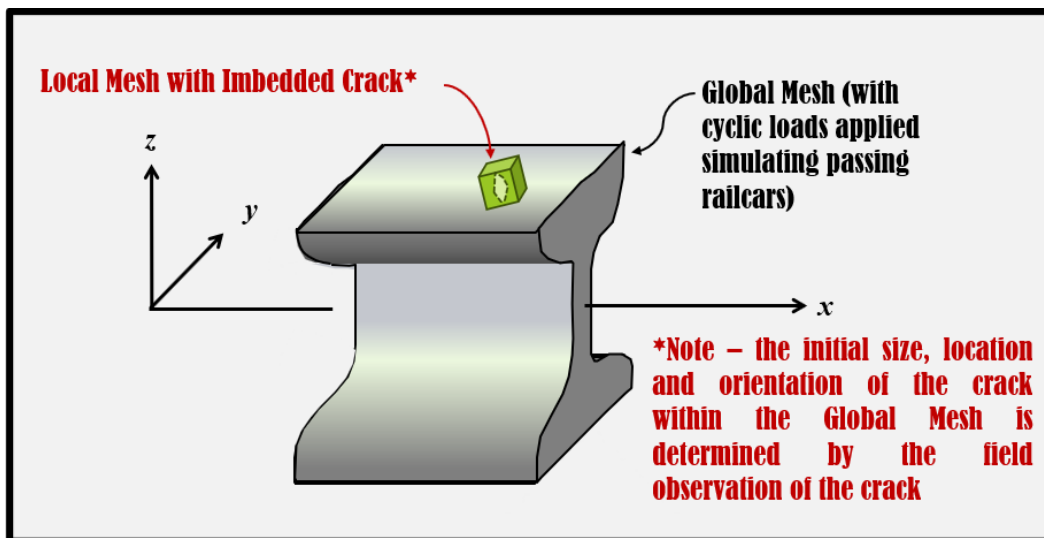 Local Mesh with Imbedded Crack*
Global Mesh (with
cyclic loads applied
simulating passing
railcars)
z
y
x
*Note – the initial size, location
and orientation of the crack
within the Global Mesh is
determined by the field
observation of the crack